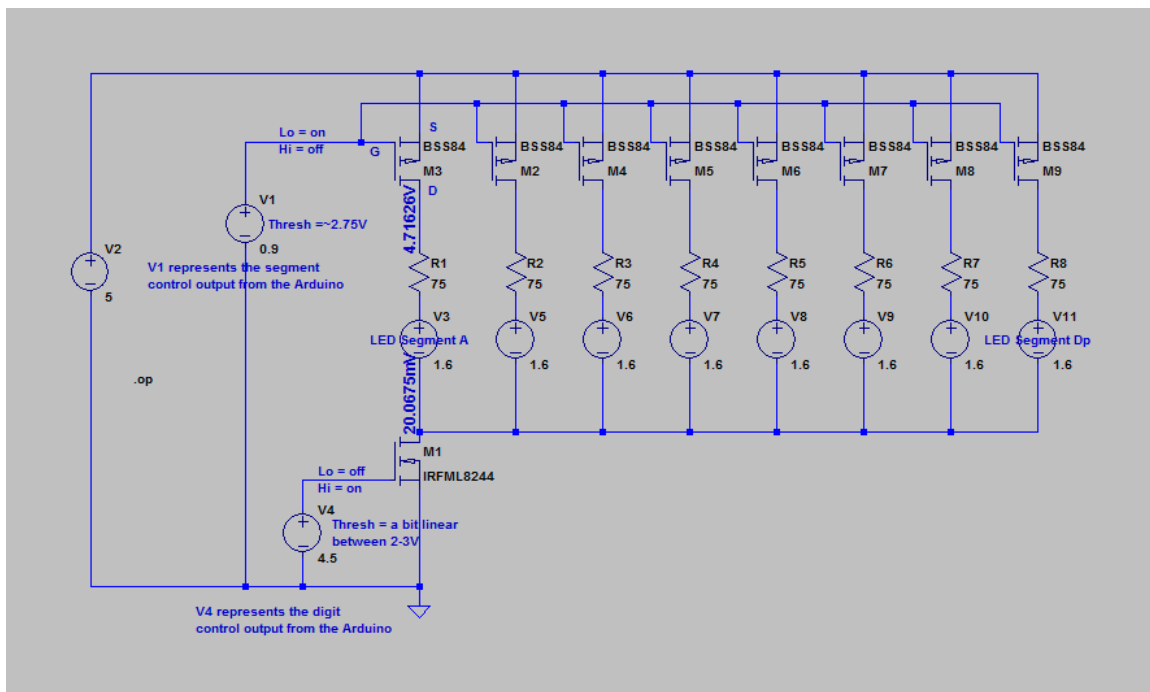 Lo = on
Hi = off
S
G
D
BSS84
M3
BSS84
M2
BSS84
M4
BSS84
M5
BSS84
M6
BSS84
M7
BSS84
M8
BSS84
M9
V1
Thresh =~2.75V
0.9
V2
5
V1 represents the segment
control output from the Arduino
4.71626V
R1
75
R2
75
R3
75
R4
75
R5
75
R6
75
R7
75
R8
75
V3
LED Segment A
1.6
V5
1.6
V6
1.6
V7
1.6
V8
1.6
V9
1.6
V10
1.6
V11
LED Segment Dp
1.6
.op
20.0675mV
M1
IRFML8244
Lo = off
Hi = on
V4
Thresh = a bit linear
between 2-3V
4.5
V4 represents the digit
control output from the Arduino